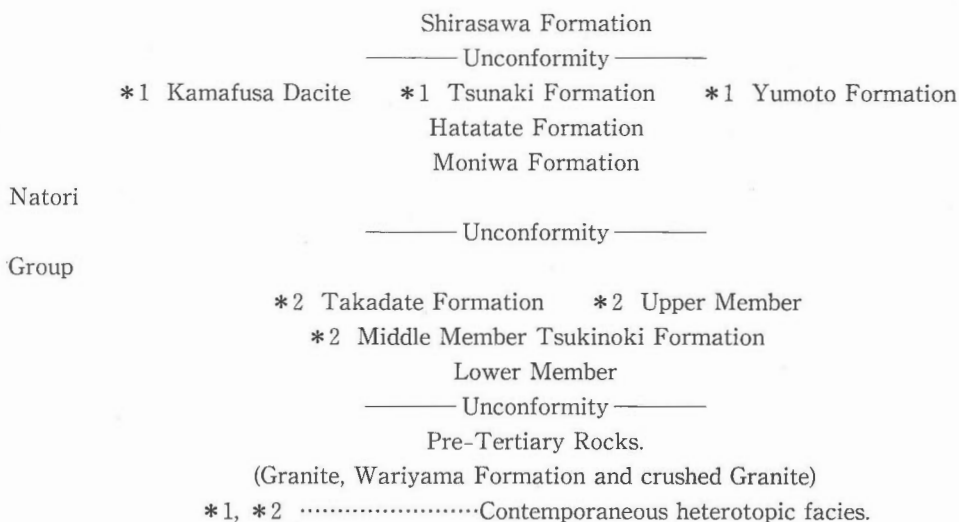 Shirasawa Formation
——— Unconformity ———
*1 Kamafusa Dacite *1 Tsunaki Formation *1 Yumoto Formation
Hatatate Formation
Moniwa Formation
Natori
——— Unconformity ———
Group
*2 Takadate Formation *2 Upper Member
*2 Middle Member Tsukinoki Formation
Lower Member
——— Unconformity ———
Pre-Tertiary Rocks.
(Granite, Wariyama Formation and crushed Granite)
*1, *2 ························Contemporaneous heterotopic facies.